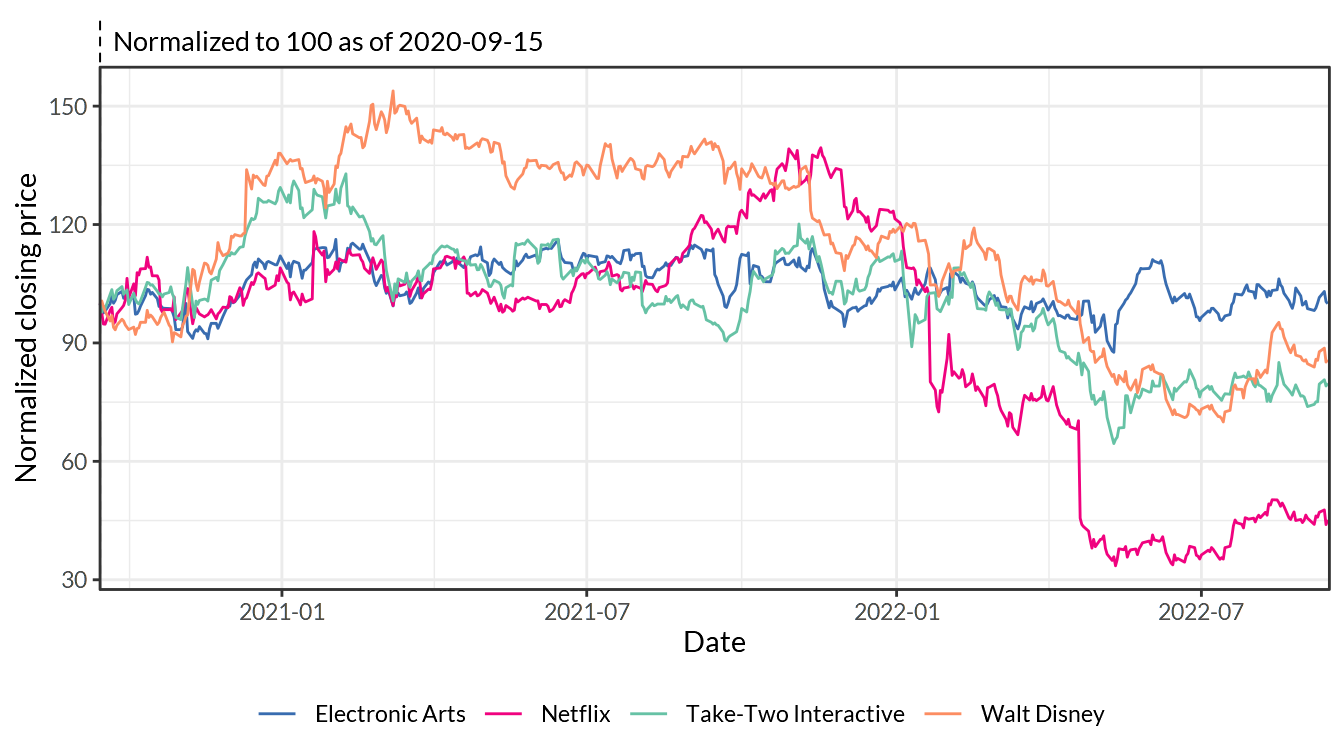 Normalized to 100 as of 2020-09-15
Normalized closing price
150
120
90
60
30
2021-01 2021-07 2022-01 2022-07
Date
Electronic Arts Netflix Take-Two Interactive Walt Disney